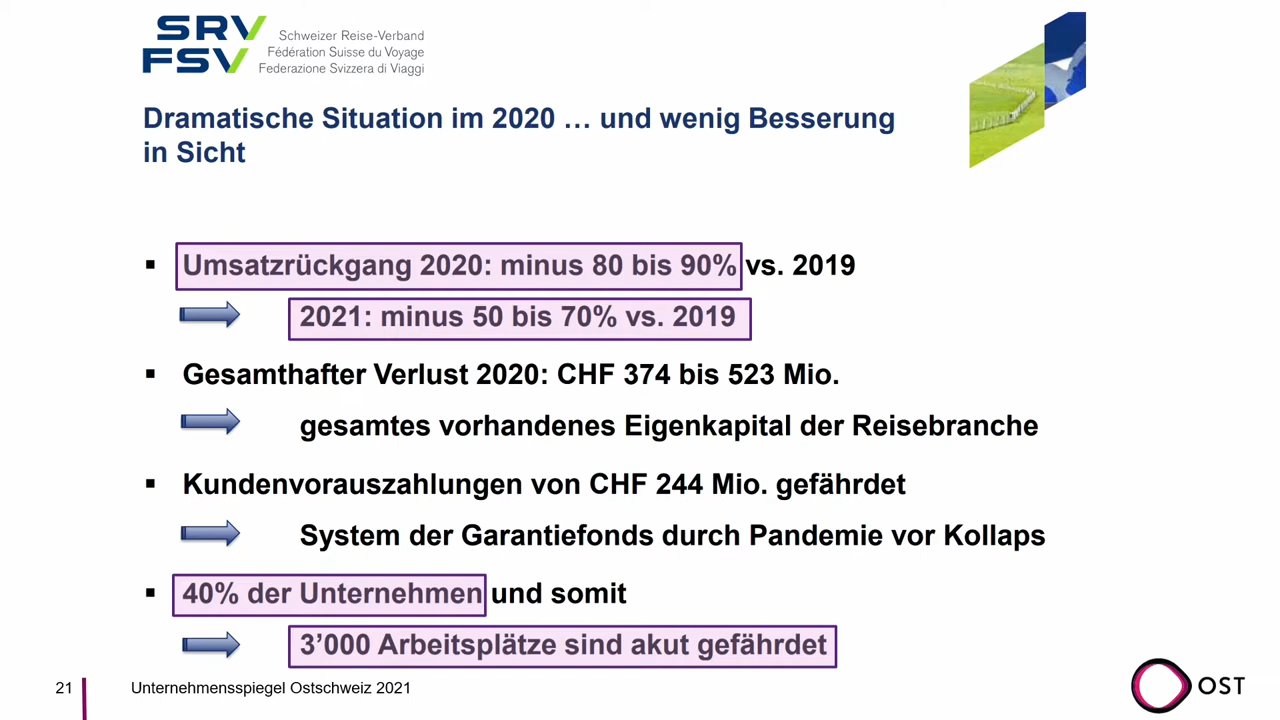 SRV
FSV
Schweizer Reise-Verband
Fédération Suisse du Voyage
Federazione Svizzera di Viaggi
Dramatische Situation im 2020 … und wenig Besserung
in Sicht
▪ Umsatzrückgang 2020: minus 80 bis 90% vs. 2019
2021: minus 50 bis 70% vs. 2019
▪ Gesamthafter Verlust 2020: CHF 374 bis 523 Mio.
gesamtes vorhandenes Eigenkapital der Reisebranche
▪ Kundenvorauszahlungen von CHF 244 Mio. gefährdet
System der Garantiefonds durch Pandemie vor Kollaps
▪ 40% der Unternehmen und somit
3’000 Arbeitsplätze sind akut gefährdet
21 Unternehmensspiegel Ostschweiz 2021
OST